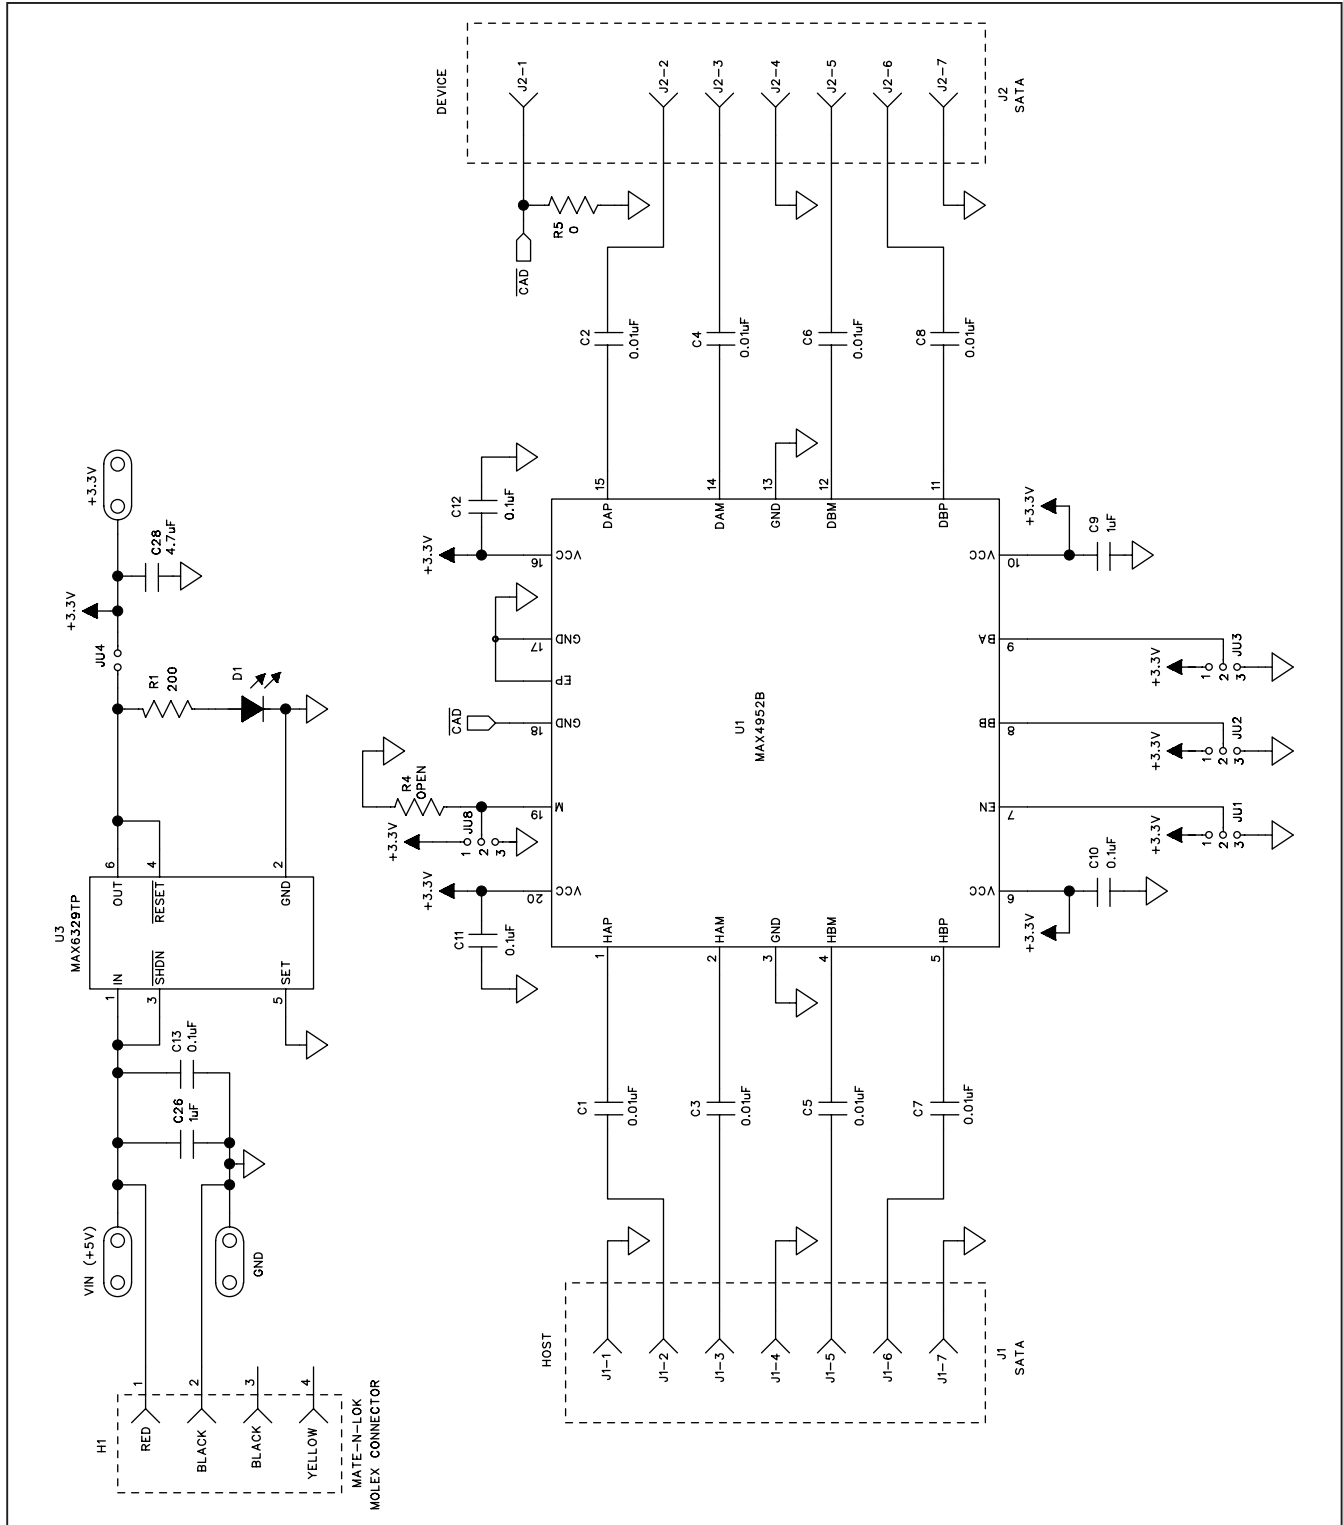 H1
RED
BLACK
BLACK
YELLOW
1
2
3
4
MATE-N-LOK
MOLEX CONNECTOR
VIN (+5V)
GND
C26
1uF
C13
0.1uF
U3
MAX6329TP
1
IN
3
SHDN
5
SET
OUT
6
RESET
4
GND
2
R1
200
D1
JU4
+3.3V
C28
4.7uF
+3.3V
HOST
J1-1
J1-2
J1-3
J1-4
J1-5
J1-6
J1-7
J1
SATA
C1
0.01uF
C3
0.01uF
C5
0.01uF
C7
0.01uF
C11
0.1uF
+3.3V
20
VCC
+3.3V
JU8
1
2
3
R4
OPEN
19
M
CAD
18
GND
EP
17
GND
+3.3V
16
VCC
C12
0.1uF
1
HAP
2
HAM
3
GND
4
HBM
5
HBP
U1
MAX4952B
DAP
15
DAM
14
GND
13
DBM
12
DBP
11
VCC
6
+3.3V
C10
0.1uF
EN
7
+3.3V
1
2
3
JU1
BB
8
+3.3V
1
2
3
JU2
BA
9
+3.3V
1
2
3
JU3
VCC
10
+3.3V
C9
1uF
C2
0.01uF
C4
0.01uF
C6
0.01uF
C8
0.01uF
CAD
R5
0
DEVICE
J2-1
J2-2
J2-3
J2-4
J2-5
J2-6
J2-7
J2
SATA